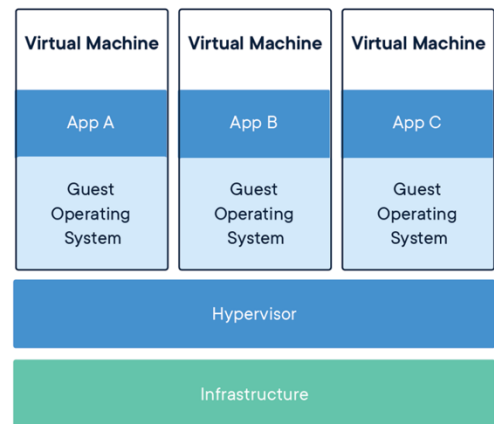 Virtual Machine
App A
Guest
Operating
System
Virtual Machine
App B
Guest
Operating
System
Virtual Machine
App C
Guest
Operating
System
Hypervisor
Infrastructure